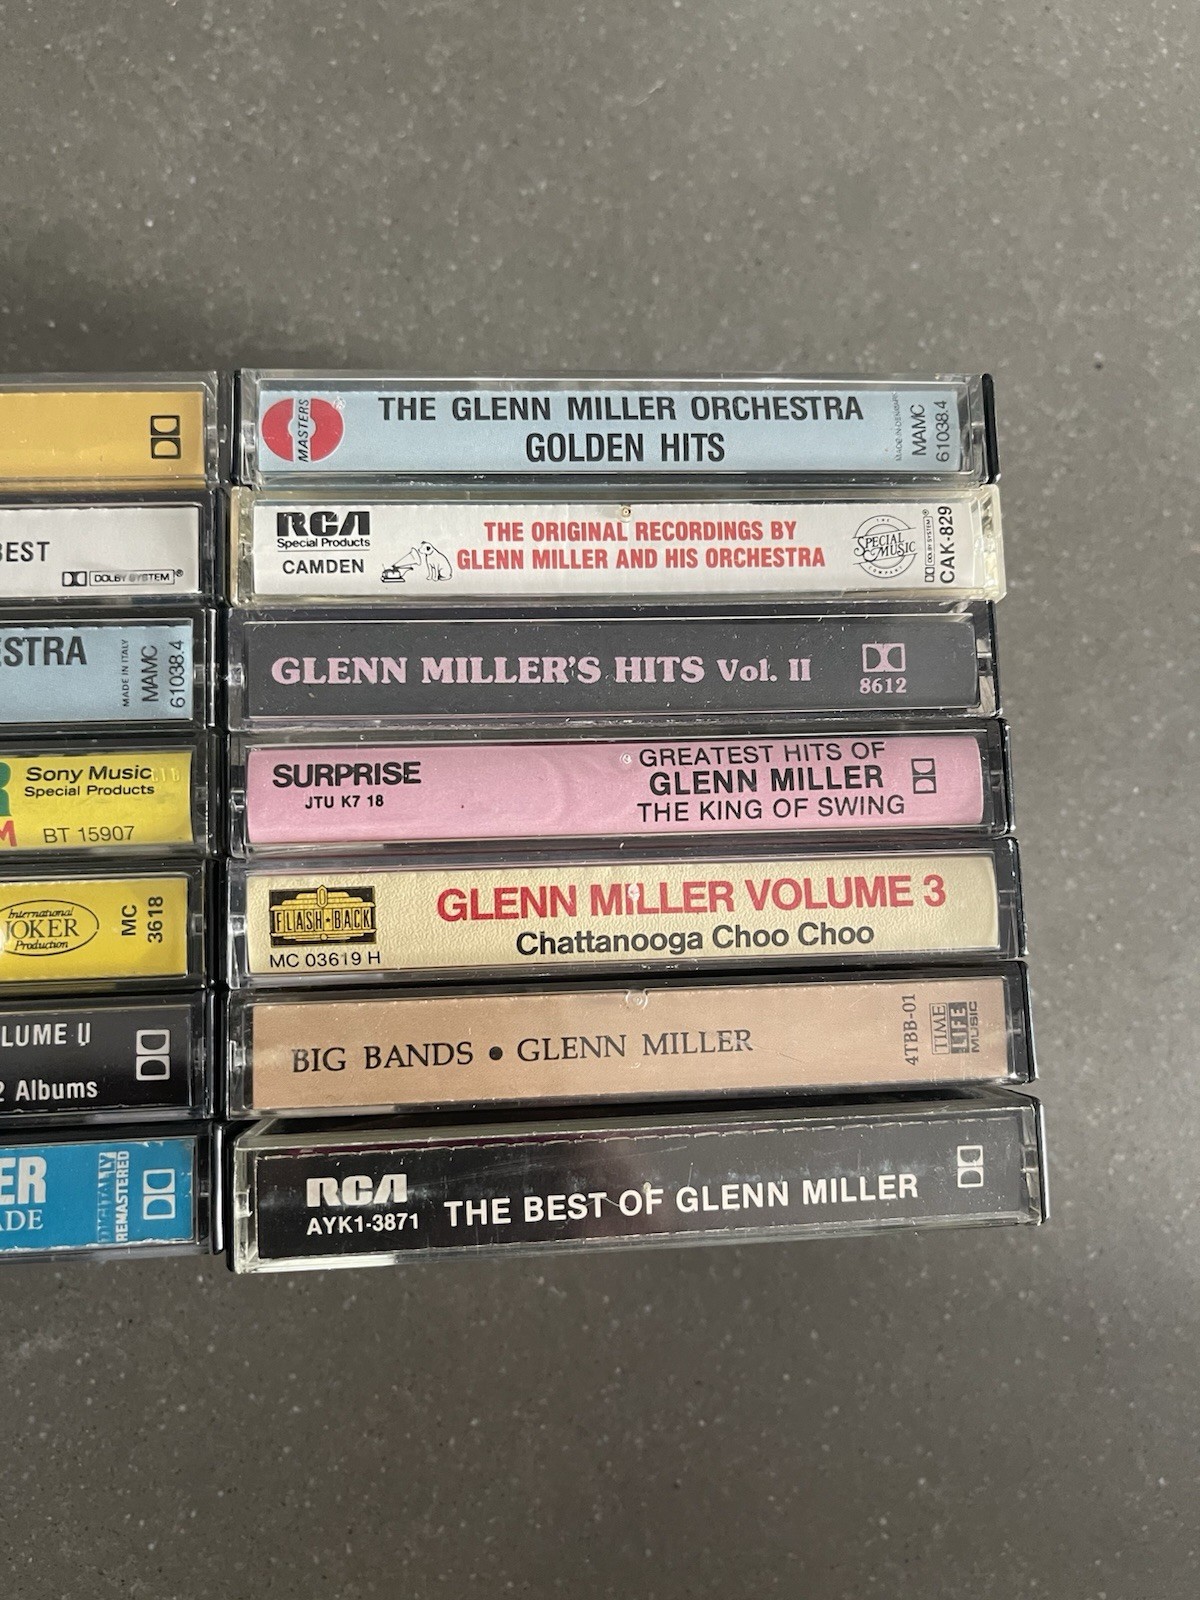 BEST
DOLBY SYSTEM®
ESTRA
MADE IN ITALY
MAMC
61038.4
Sony Music
Special Products
BT 15907
International
JOKER
Production
MC
3618
LUME II
2 Albums
ER
ADE
DIGITALLY
REMASTERED
MASTERS
THE GLENN MILLER ORCHESTRA
GOLDEN HITS
MAMC
61038.4
RCA
Special Products
CAMDEN
THE ORIGINAL RECORDINGS BY
GLENN MILLER AND HIS ORCHESTRA
THE
SPECIAL
MUSIC
COMPANY
DOLBY SYSTEM®
CAK-829
GLENN MILLER'S HITS Vol. II
8612
SURPRISE
JTU K7 18
GREATEST HITS OF
GLENN MILLER
THE KING OF SWING
FLASH-BACK
MC 03619 H
GLENN MILLER VOLUME 3
Chattanooga Choo Choo
BIG BANDS • GLENN MILLER
4TBB-01
TIME
LIFE
MUSIC
RCA
AYK1-3871
THE BEST OF GLENN MILLER